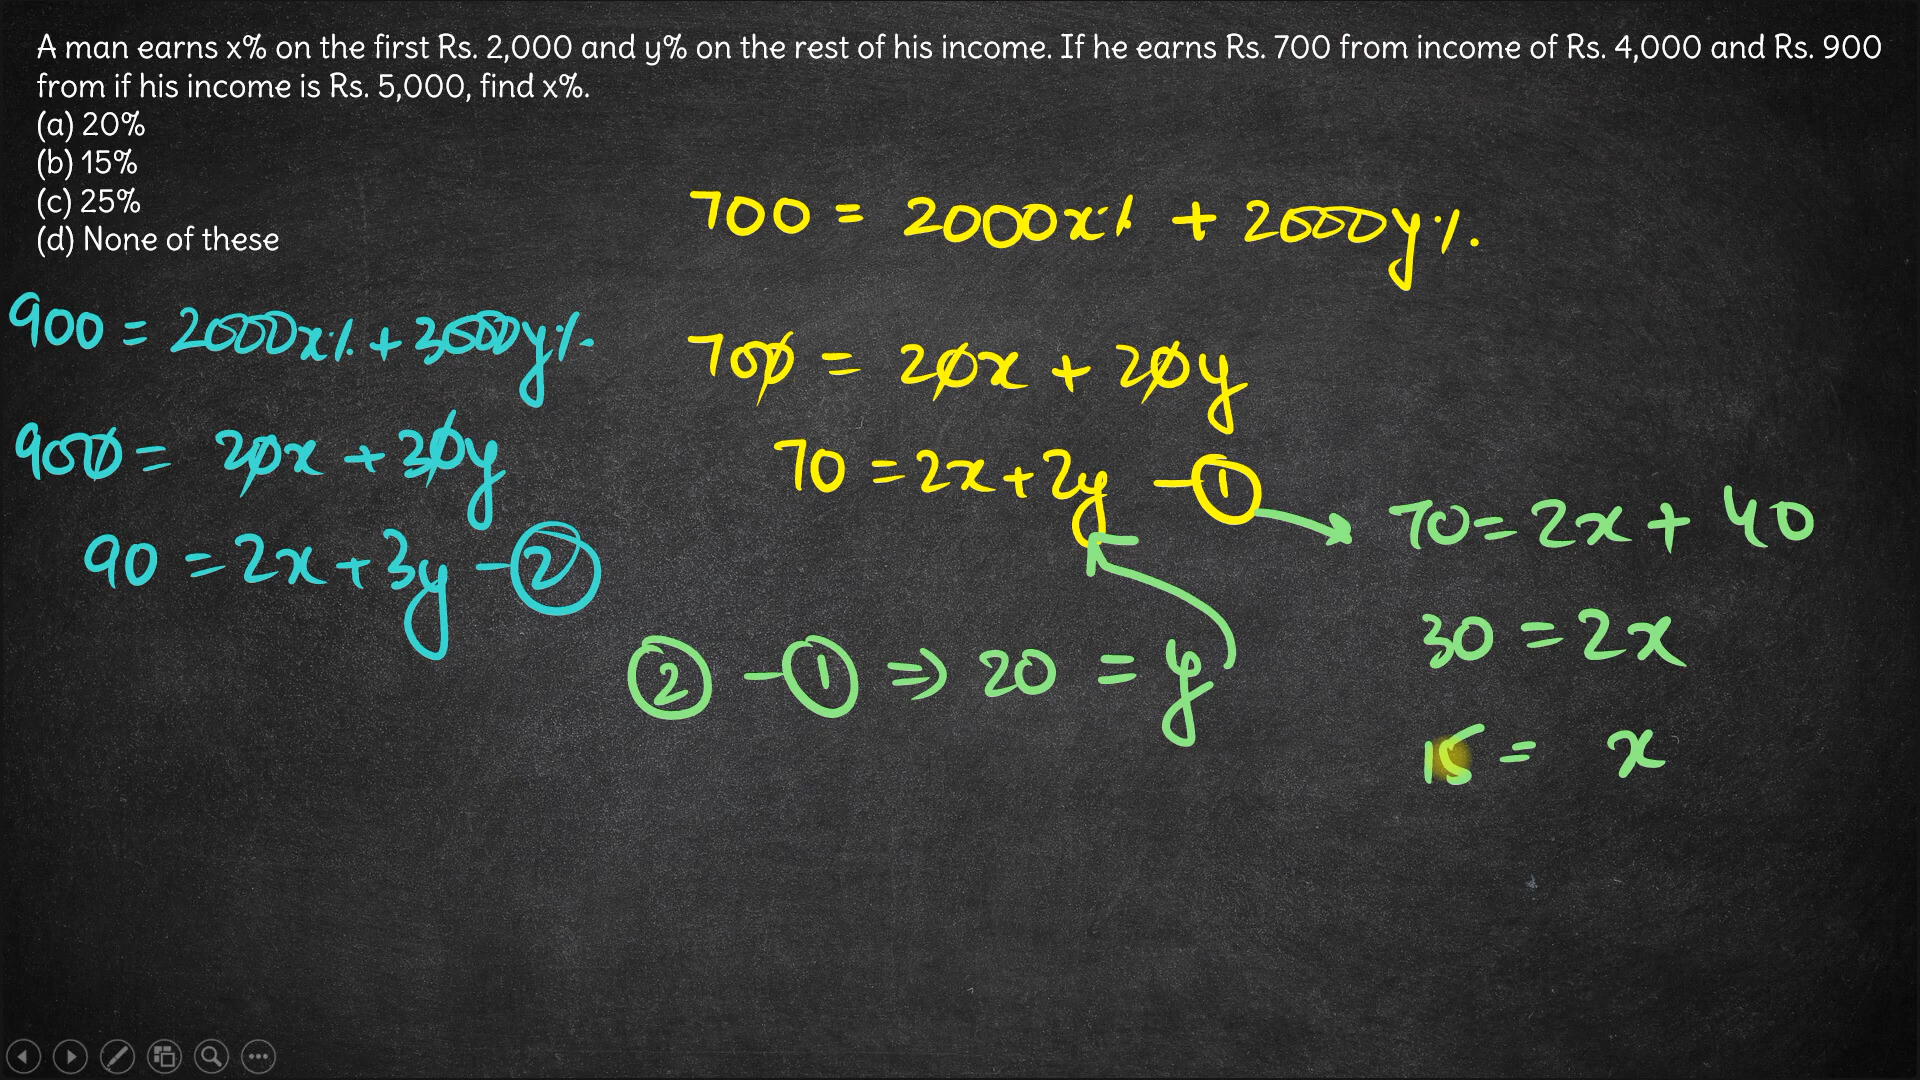 A man earns x% on the first Rs. 2,000 and y% on the rest of his income. If he earns Rs. 700 from income of Rs. 4,000 and Rs. 900
from if his income is Rs. 5,000, find x%.
(a) 20%
(b) 15%
(c) 25%
(d) None of these
700 = 2000x% + 2000y%.
700 = 20x + 20y
70 = 2x + 2y - ①
900 = 2000x% + 3000y%.
900 = 20x + 30y
90 = 2x + 3y - ②
② - ① ⇒ 20 = y
70 = 2x + 40
30 = 2x
15 = x